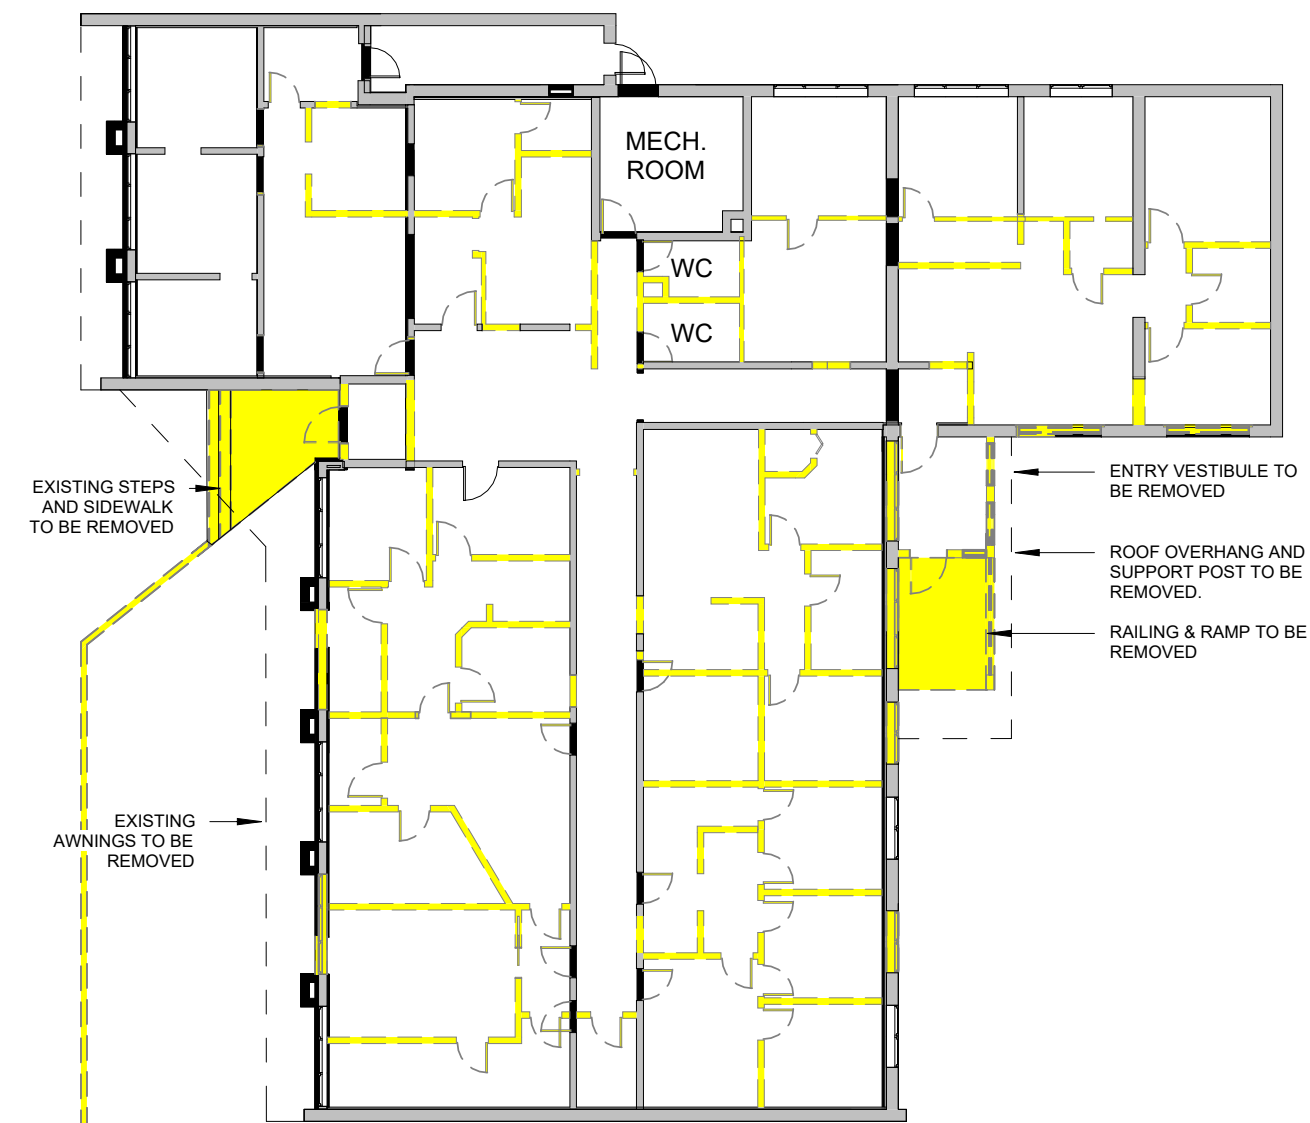 MECH.
ROOM
WC
WC
EXISTING STEPS
AND SIDEWALK
TO BE REMOVED
ENTRY VESTIBULE TO
BE REMOVED
ROOF OVERHANG AND
SUPPORT POST TO BE
REMOVED.
RAILING & RAMP TO BE
REMOVED
EXISTING
AWNINGS TO BE
REMOVED